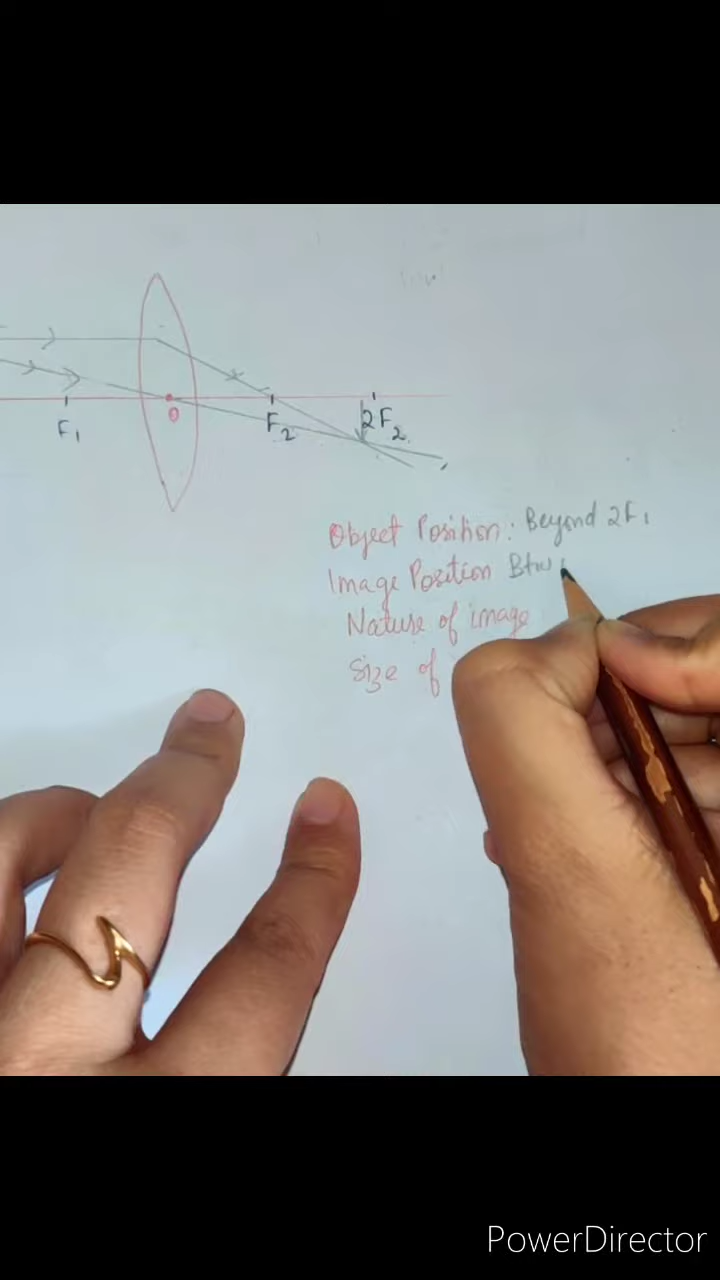 F1
O
F2
2F2
Object Position: Beyond 2F1
Image Position Btw
Nature of image
Size of
PowerDirector